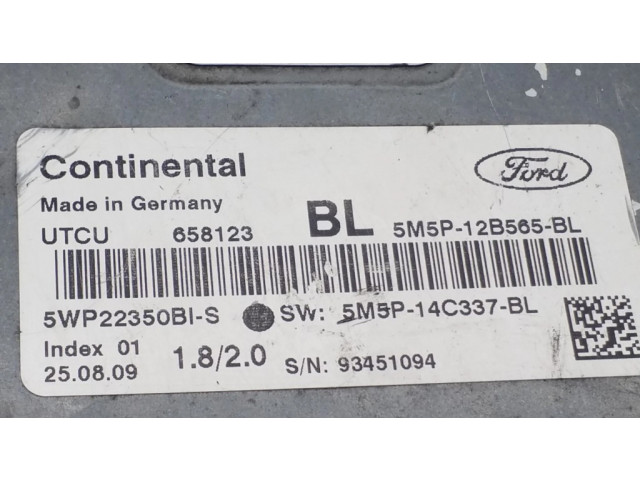 Continental
Ford
Made in Germany
UTCU 658123 BL 5M5P-12B565-BL
5WP22350BI-S SW: 5M5P-14C337-BL
Index 01
25.08.09 1.8/2.0 S/N: 93451094